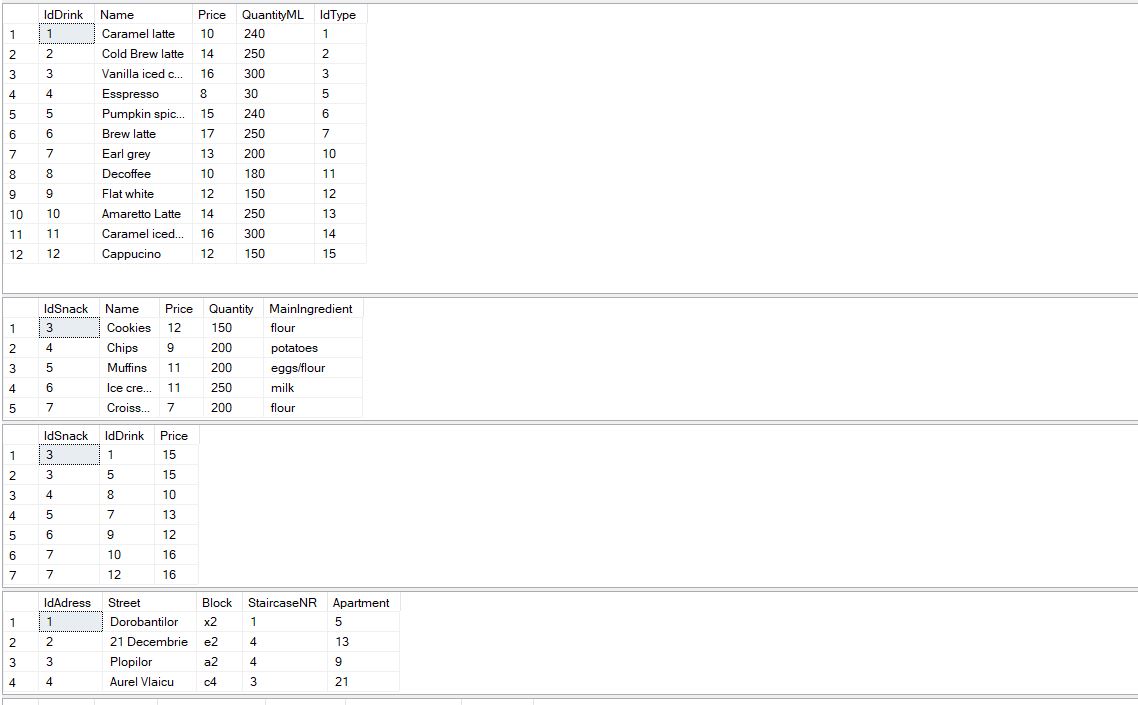 IdDrink Name Price QuantityML IdType
1 1 Caramel latte 10 240 1
2 2 Cold Brew latte 14 250 2
3 3 Vanilla iced c... 16 300 3
4 4 Esspresso 8 30 5
5 5 Pumpkin spic... 15 240 6
6 6 Brew latte 17 250 7
7 7 Earl grey 13 200 10
8 8 Decoffee 10 180 11
9 9 Flat white 12 150 12
10 10 Amaretto Latte 14 250 13
11 11 Caramel iced... 16 300 14
12 12 Cappucino 12 150 15
IdSnack Name Price Quantity MainIngredient
1 3 Cookies 12 150 flour
2 4 Chips 9 200 potatoes
3 5 Muffins 11 200 eggs/flour
4 6 Ice cre... 11 250 milk
5 7 Croiss... 7 200 flour
IdSnack IdDrink Price
1 3 1 15
2 3 5 15
3 4 8 10
4 5 7 13
5 6 9 12
6 7 10 16
7 7 12 16
IdAdress Street Block StaircaseNR Apartment
1 1 Dorobantilor x2 1 5
2 2 21 Decembrie e2 4 13
3 3 Plopilor a2 4 9
4 4 Aurel Vlaicu c4 3 21